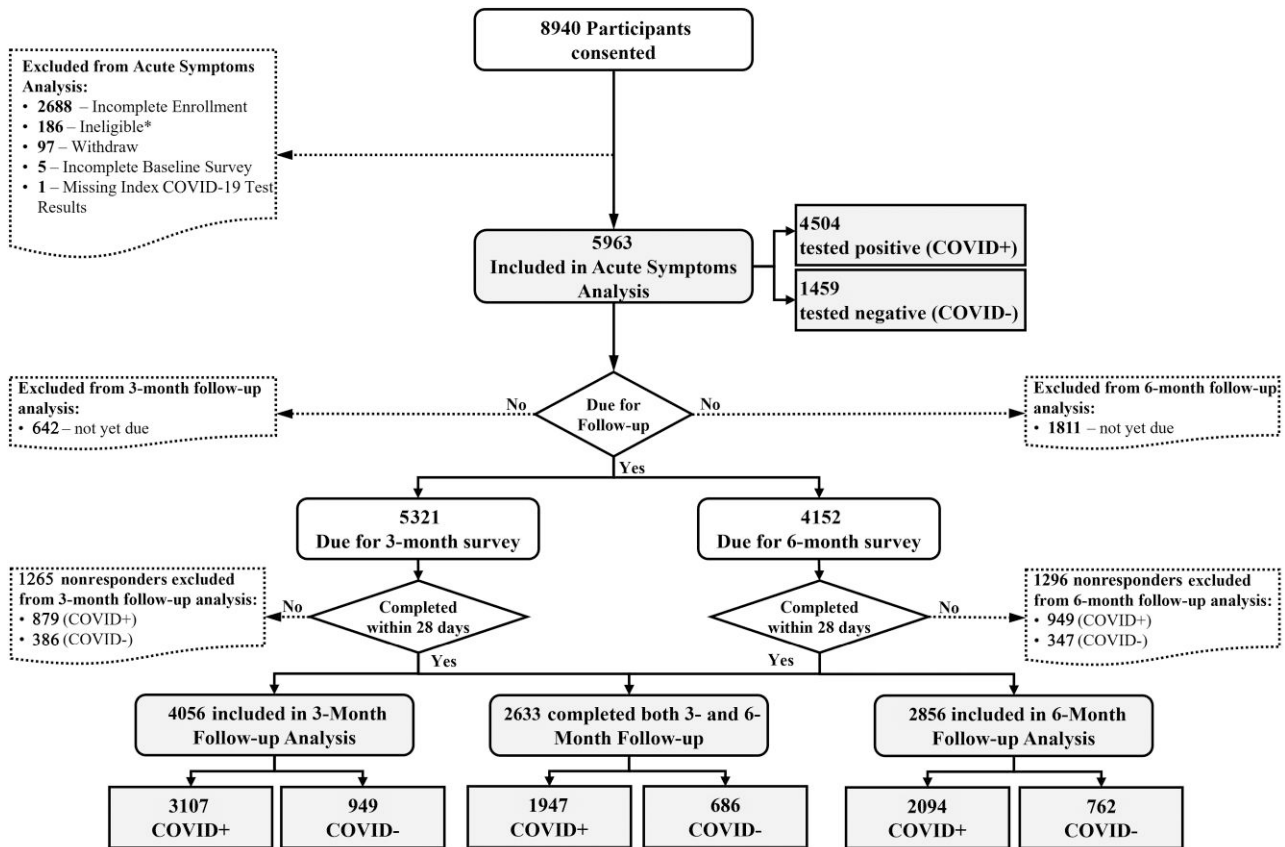 8940 Participants
consented
Excluded from Acute Symptoms
Analysis:
• 2688 – Incomplete Enrollment
• 186 – Ineligible*
• 97 – Withdraw
• 5 – Incomplete Baseline Survey
• 1 – Missing Index COVID-19 Test
Results
5963
Included in Acute Symptoms
Analysis
4504
tested positive (COVID+)
1459
tested negative (COVID-)
Excluded from 3-month follow-up
analysis:
• 642 – not yet due
No
Due for
Follow-up
No
Excluded from 6-month follow-up
analysis:
• 1811 – not yet due
Yes
5321
Due for 3-month survey
4152
Due for 6-month survey
1265 nonresponders excluded
from 3-month follow-up analysis:
• 879 (COVID+)
• 386 (COVID-)
No
Completed
within 28 days
Completed
within 28 days
No
1296 nonresponders excluded
from 6-month follow-up analysis:
• 949 (COVID+)
• 347 (COVID-)
Yes
Yes
4056 included in 3-Month
Follow-up Analysis
2633 completed both 3- and 6-
Month Follow-up
2856 included in 6-Month
Follow-up Analysis
3107
COVID+
949
COVID-
1947
COVID+
686
COVID-
2094
COVID+
762
COVID-